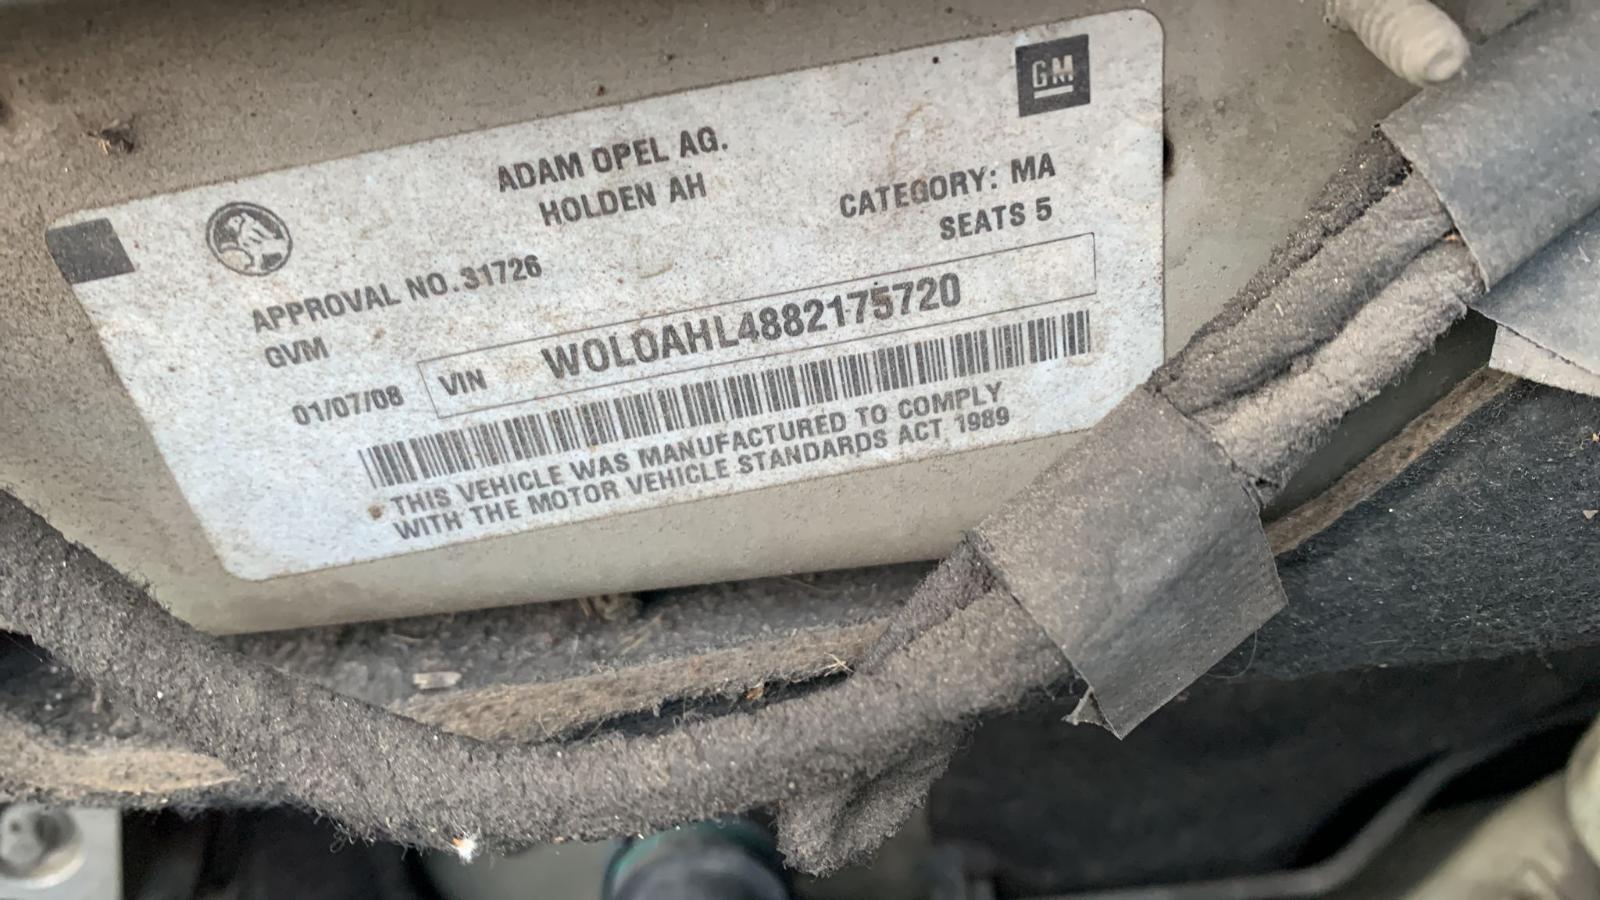 GM
ADAM OPEL AG.
HOLDEN AH
CATEGORY: MA
SEATS 5
APPROVAL NO. 31726
GVM
01/07/08
VIN W0L0AHL4882175720
THIS VEHICLE WAS MANUFACTURED TO COMPLY
WITH THE MOTOR VEHICLE STANDARDS ACT 1989